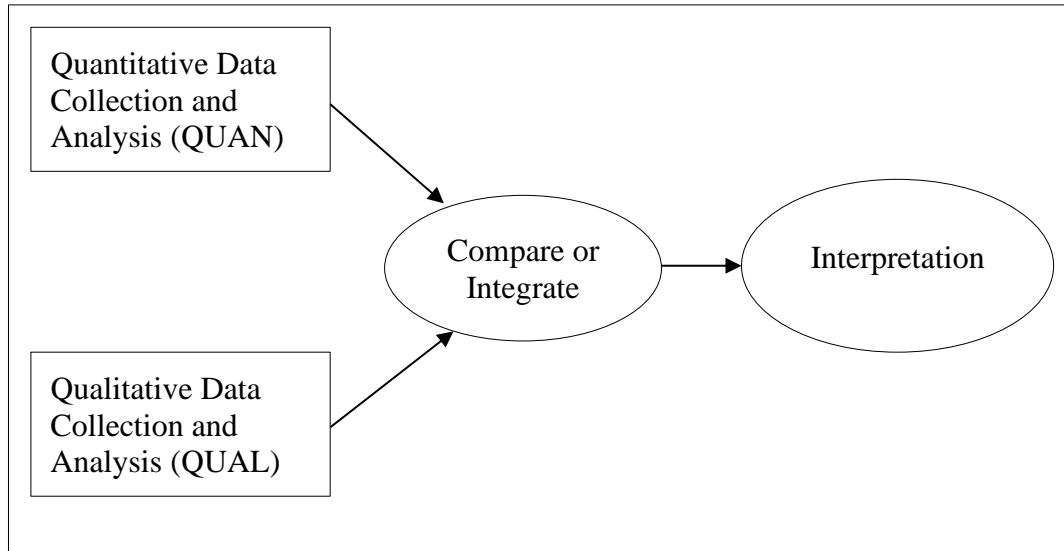 Quantitative Data
Collection and
Analysis (QUAN)
Compare or
Integrate
Interpretation
Qualitative Data
Collection and
Analysis (QUAL)